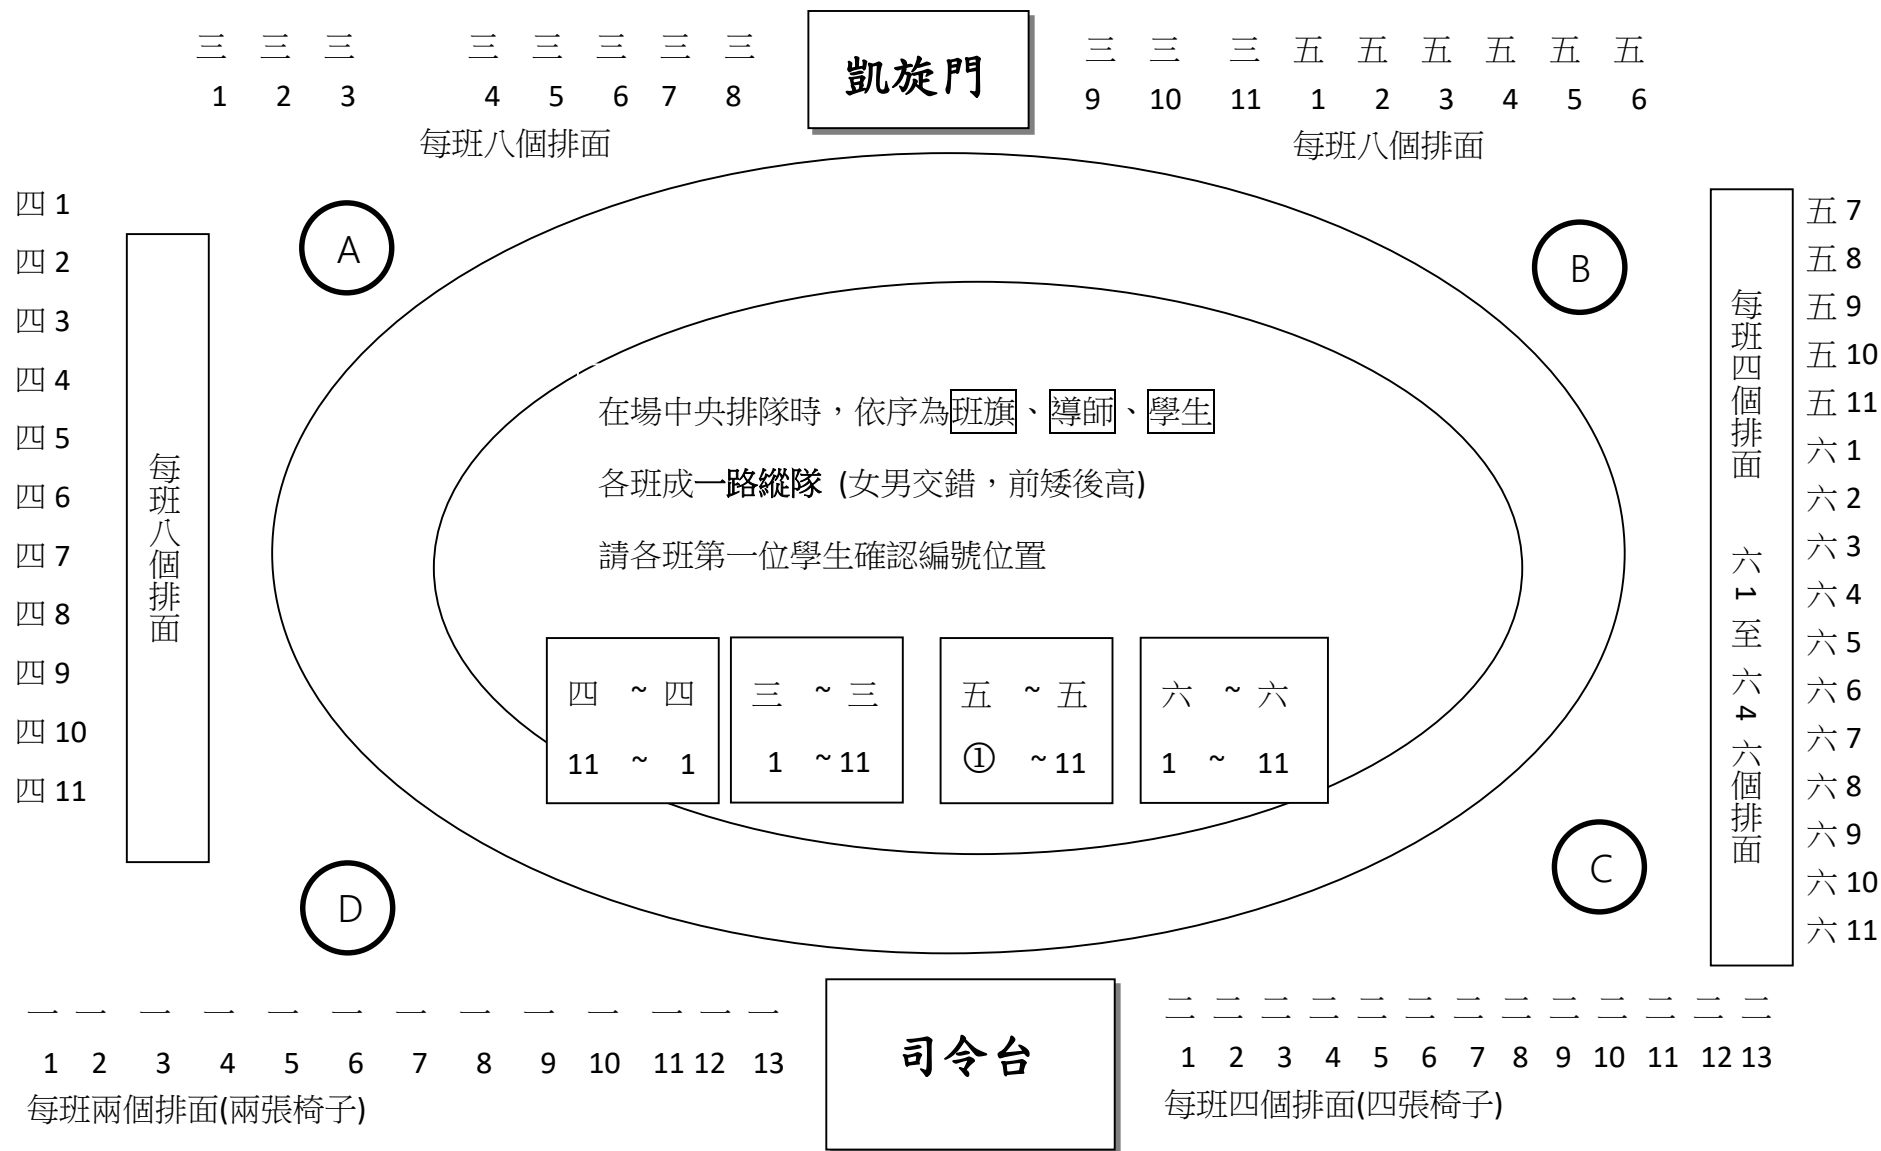 三 三 三 三 三 三 三 三
1 2 3 4 5 6 7 8
每班八個排面
凱旋門
三 三 三 五 五 五 五 五 五
9 10 11 1 2 3 4 5 6
每班八個排面
四 1
四 2
四 3
四 4
四 5
四 6
四 7
四 8
四 9
四 10
四 11
每班八個排面
A
B
在場中央排隊時，依序為班旗、導師、學生
各班成一路縱隊 (女男交錯，前矮後高)
請各班第一位學生確認編號位置
四 ~ 四
11 ~ 1
三 ~ 三
1 ~ 11
五 ~ 五
① ~ 11
六 ~ 六
1 ~ 11
每班四個排面 六1至六4六個排面
五 7
五 8
五 9
五 10
五 11
六 1
六 2
六 3
六 4
六 5
六 6
六 7
六 8
六 9
六 10
六 11
D
C
一 一 一 一 一 一 一 一 一 一 一 一 一
1 2 3 4 5 6 7 8 9 10 11 12 13
每班兩個排面(兩張椅子)
司令台
二 二 二 二 二 二 二 二 二 二 二 二 二
1 2 3 4 5 6 7 8 9 10 11 12 13
每班四個排面(四張椅子)